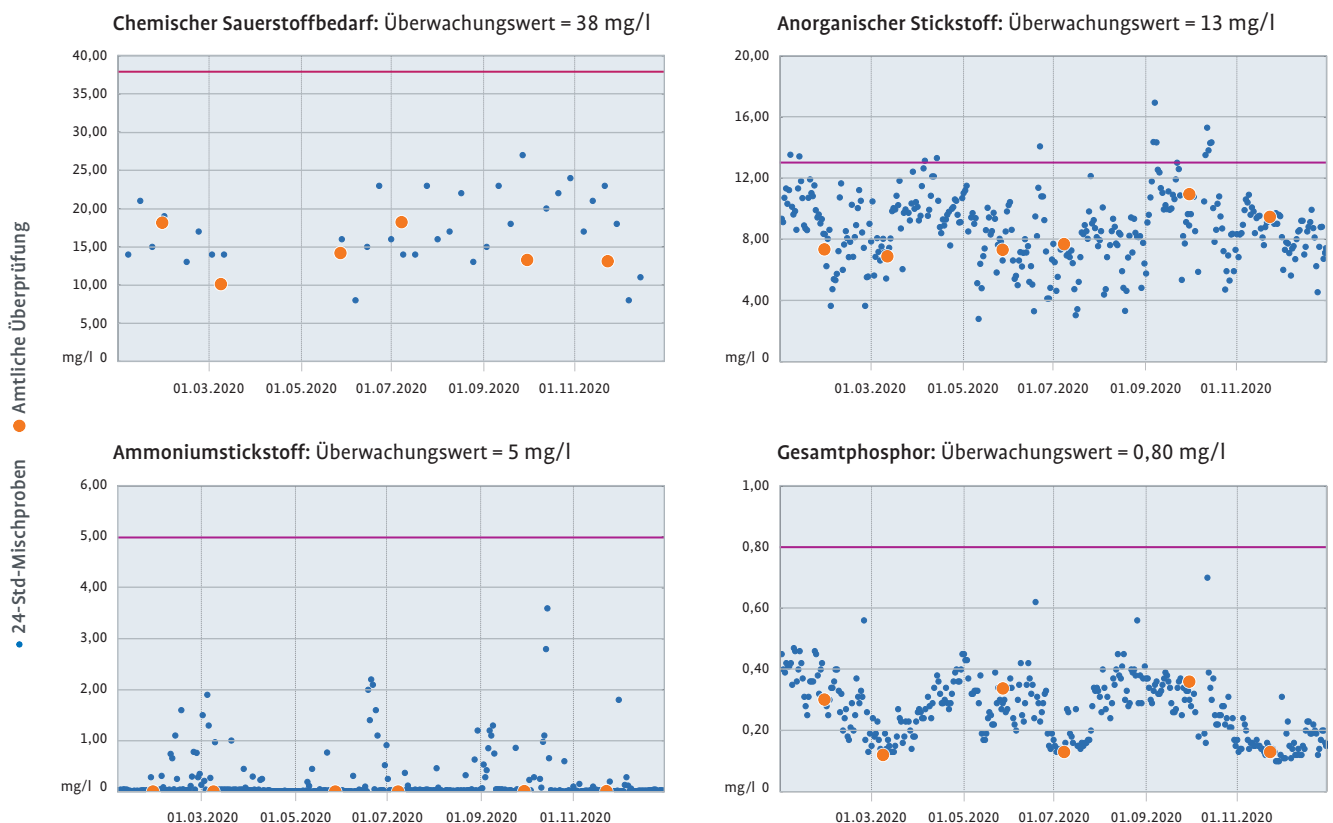 Chemischer Sauerstoffbedarf: Überwachungswert = 38 mg/l
40,00
35,00
30,00
25,00
20,00
15,00
10,00
5,00
mg/l 0
01.03.2020 01.05.2020 01.07.2020 01.09.2020 01.11.2020
Anorganischer Stickstoff: Überwachungswert = 13 mg/l
20,00
16,00
12,00
8,00
4,00
mg/l 0
01.03.2020 01.05.2020 01.07.2020 01.09.2020 01.11.2020
24-Std-Mischproben Amtliche Überprüfung
Ammoniumstickstoff: Überwachungswert = 5 mg/l
6,00
5,00
4,00
3,00
2,00
1,00
mg/l 0
01.03.2020 01.05.2020 01.07.2020 01.09.2020 01.11.2020
Gesamtphosphor: Überwachungswert = 0,80 mg/l
1,00
0,80
0,60
0,40
0,20
mg/l 0
01.03.2020 01.05.2020 01.07.2020 01.09.2020 01.11.2020